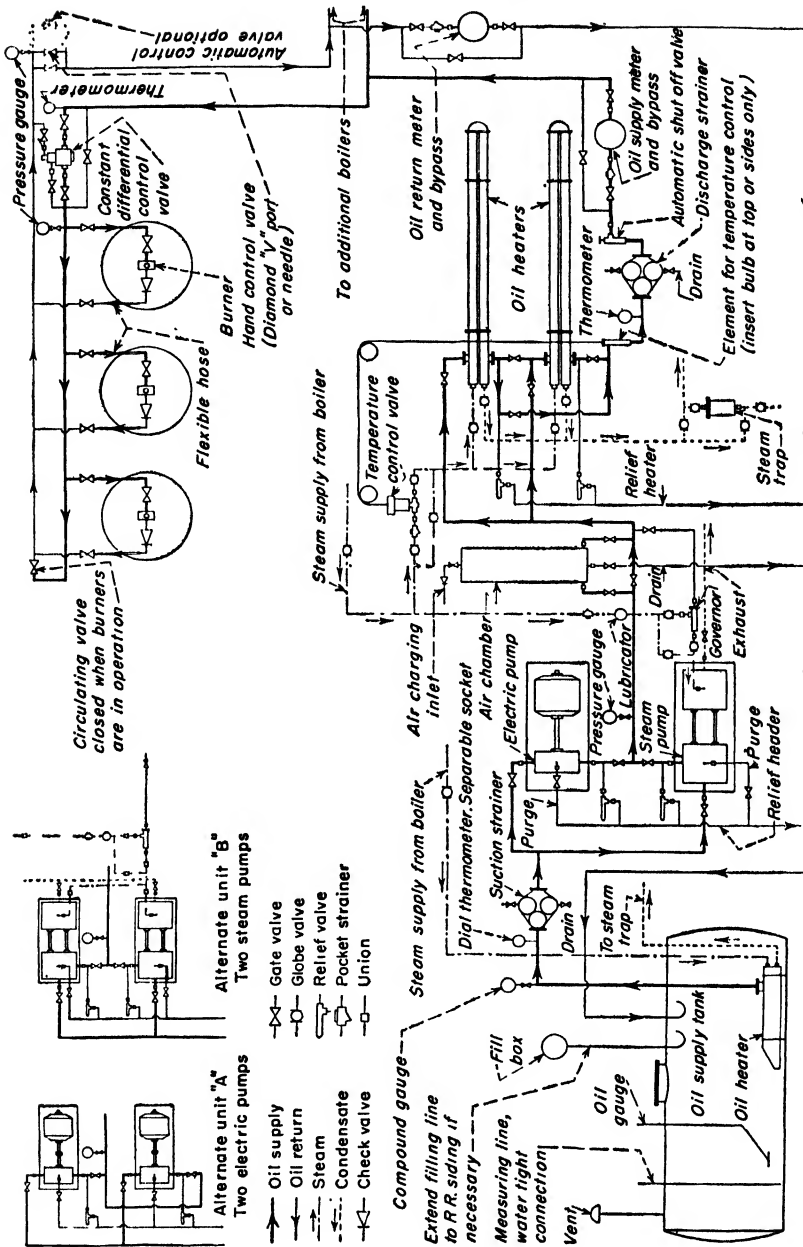 Pressure gauge
Automatic control
valve optional
Thermometer
Constant
differential
control
valve
Burner
Hand control valve
(Diamond "V" port
or needle)
Flexible hose
Circulating valve
closed when burners
are in operation
To additional boilers
Oil return meter
and bypass
Oil heaters
Oil supply meter
and bypass
Automatic shut off valve
Discharge strainer
Drain
Thermometer
Element for temperature control
(insert bulb at top or sides only)
Temperature
control valve
Steam supply from boiler
Relief
heater
Steam
trap
Air charging
inlet
Air chamber
Drain
Lubricator
Governor
Exhaust
Electric pump
Pressure gauge
Steam
pump
Purge
Purge
Relief header
Steam supply from boiler
Dial thermometer. Separable socket
Suction strainer
Drain
To steam
trap
Alternate unit "B"
Two steam pumps
Alternate unit "A"
Two electric pumps
Oil supply
Oil return
Steam
Condensate
Check valve
Gate valve
Globe valve
Relief valve
Pocket strainer
Union
Compound gauge
Extend filling line
to R.R. siding if
necessary
Measuring line,
water tight
connection
Vent
Fill
box
Oil
gauge
Oil supply tank
Oil heater